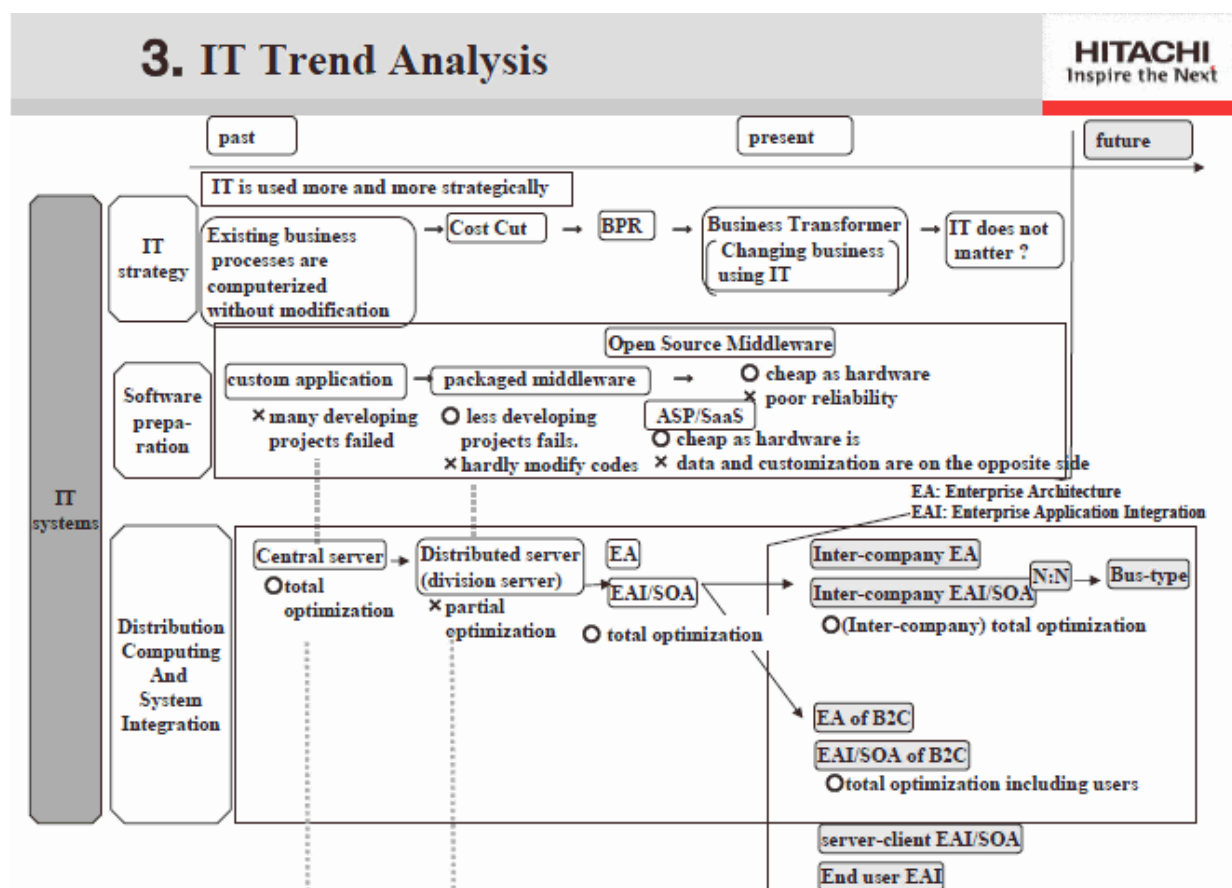 3. IT Trend Analysis
HITACHI
Inspire the Next
past
present
future
IT is used more and more strategically
IT
strategy
Existing business
processes are
computerized
without modification
Cost Cut
BPR
Business Transformer
Changing business
using IT
IT does not
matter ?
Open Source Middleware
Software
prepa-
ration
custom application
packaged middleware
○ cheap as hardware
× poor reliability
× many developing
projects failed
○ less developing
projects fails.
× hardly modify codes
ASP/SaaS
○ cheap as hardware is
× data and customization are on the opposite side
IT
systems
EA: Enterprise Architecture
EAI: Enterprise Application Integration
Distribution
Computing
And
System
Integration
Central server
○ total
optimization
Distributed server
(division server)
× partial
optimization
EA
EAI/SOA
○ total optimization
Inter-company EA
Inter-company EAI/SOA
N:N
Bus-type
○(Inter-company) total optimization
EA of B2C
EAI/SOA of B2C
○total optimization including users
server-client EAI/SOA
End user EAI